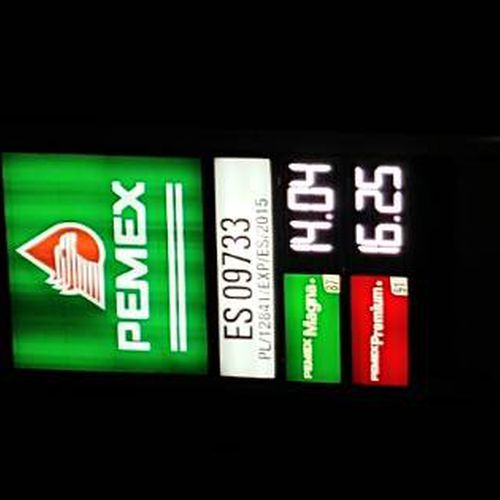 PEMEX
ES 09733
PL/12841/EXP/ES/2015
PEMEX Magna 87 14.04
PEMEX Premium 91 16.25